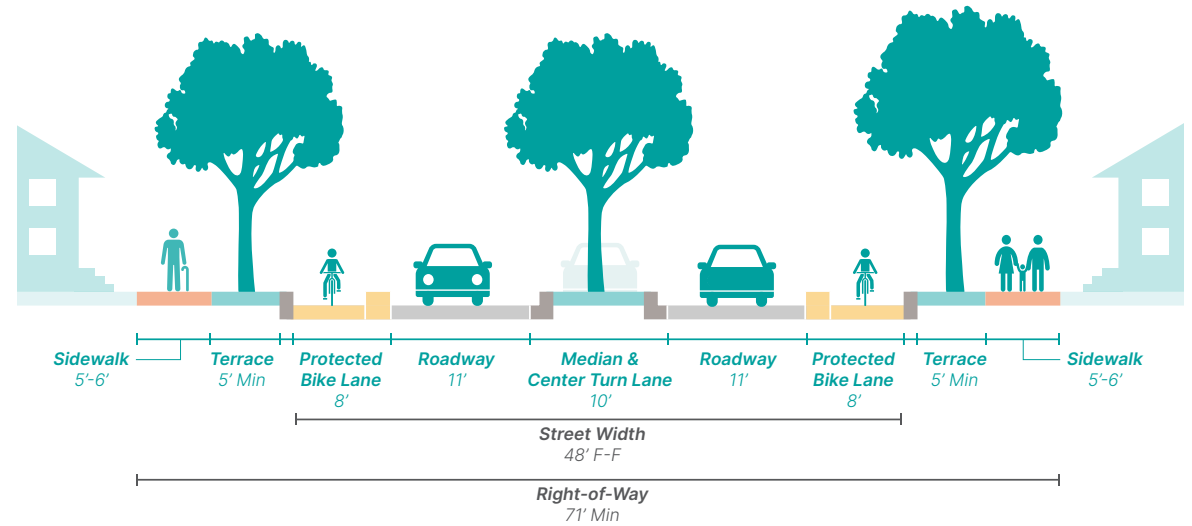 Sidewalk
5’-6’
Terrace
5’ Min
Protected
Bike Lane
8’
Roadway
11’
Median &
Center Turn Lane
10’
Roadway
11’
Protected
Bike Lane
8’
Terrace
5’ Min
Sidewalk
5’-6’
Street Width
48’ F-F
Right-of-Way
71’ Min